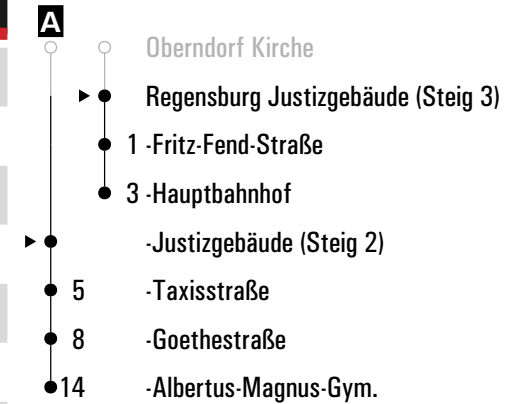 A
Oberndorf Kirche
Regensburg Justizgebäude (Steig 3)
1 -Fritz-Fend-Straße
3 -Hauptbahnhof
-Justizgebäude (Steig 2)
5 -Taxisstraße
8 -Goethestraße
14 -Albertus-Magnus-Gym.